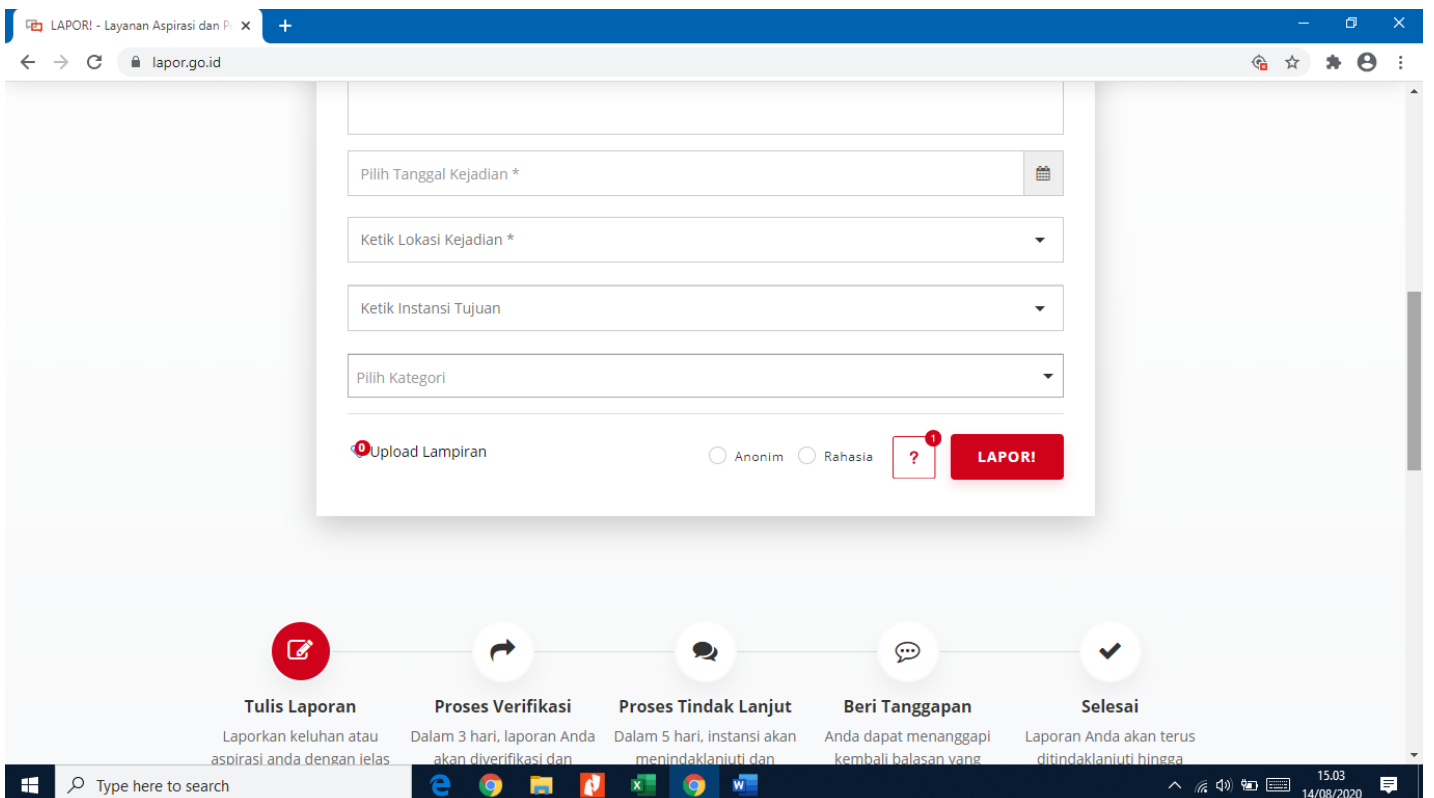 LAPOR! - Layanan Aspirasi dan P
lapor.go.id
Pilih Tanggal Kejadian *
Ketik Lokasi Kejadian *
Ketik Instansi Tujuan
Pilih Kategori
0
Upload Lampiran
Anonim
Rahasia
?
1
LAPOR!
Tulis Laporan
Laporkan keluhan atau
aspirasi anda dengan jelas
Proses Verifikasi
Dalam 3 hari, laporan Anda
akan diverifikasi dan
Proses Tindak Lanjut
Dalam 5 hari, instansi akan
menindaklanjuti dan
Beri Tanggapan
Anda dapat menanggapi
kembali balasan yang
Selesai
Laporan Anda akan terus
ditindaklanjuti hingga
Type here to search
15.03
14/08/2020